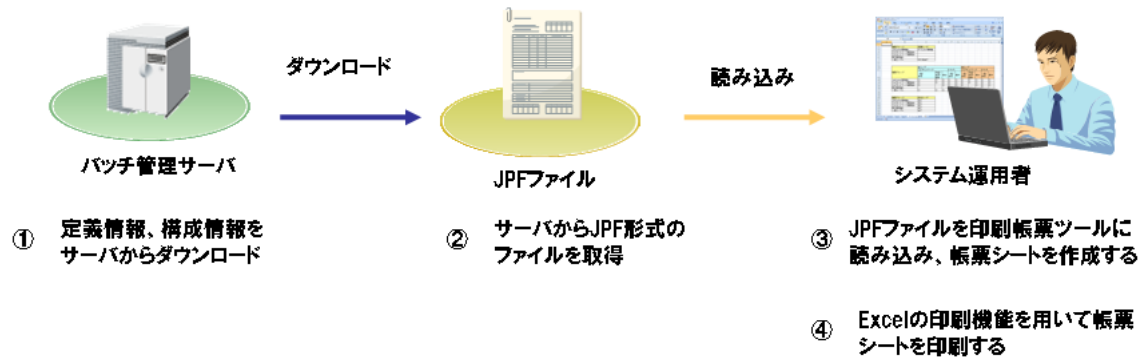 ダウンロード
読み込み
バッチ管理サーバ
JPFファイル
システム運用者
① 定義情報、構成情報を
サーバからダウンロード
② サーバからJPF形式の
ファイルを取得
③ JPFファイルを印刷帳票ツールに
読み込み、帳票シートを作成する
④ Excelの印刷機能を用いて帳票
シートを印刷する